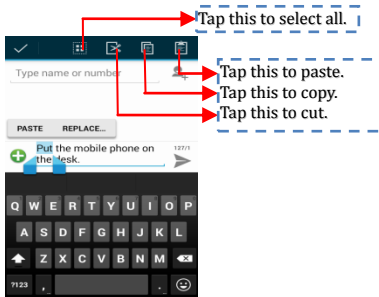 Tap this to select all.
Type name or number
Tap this to paste.
Tap this to copy.
Tap this to cut.
PASTE REPLACE...
Put the mobile phone on
the desk.
127/1
Q W E R T Y U I O P
A S D F G H J K L
Z X C V B N M
?123 , .